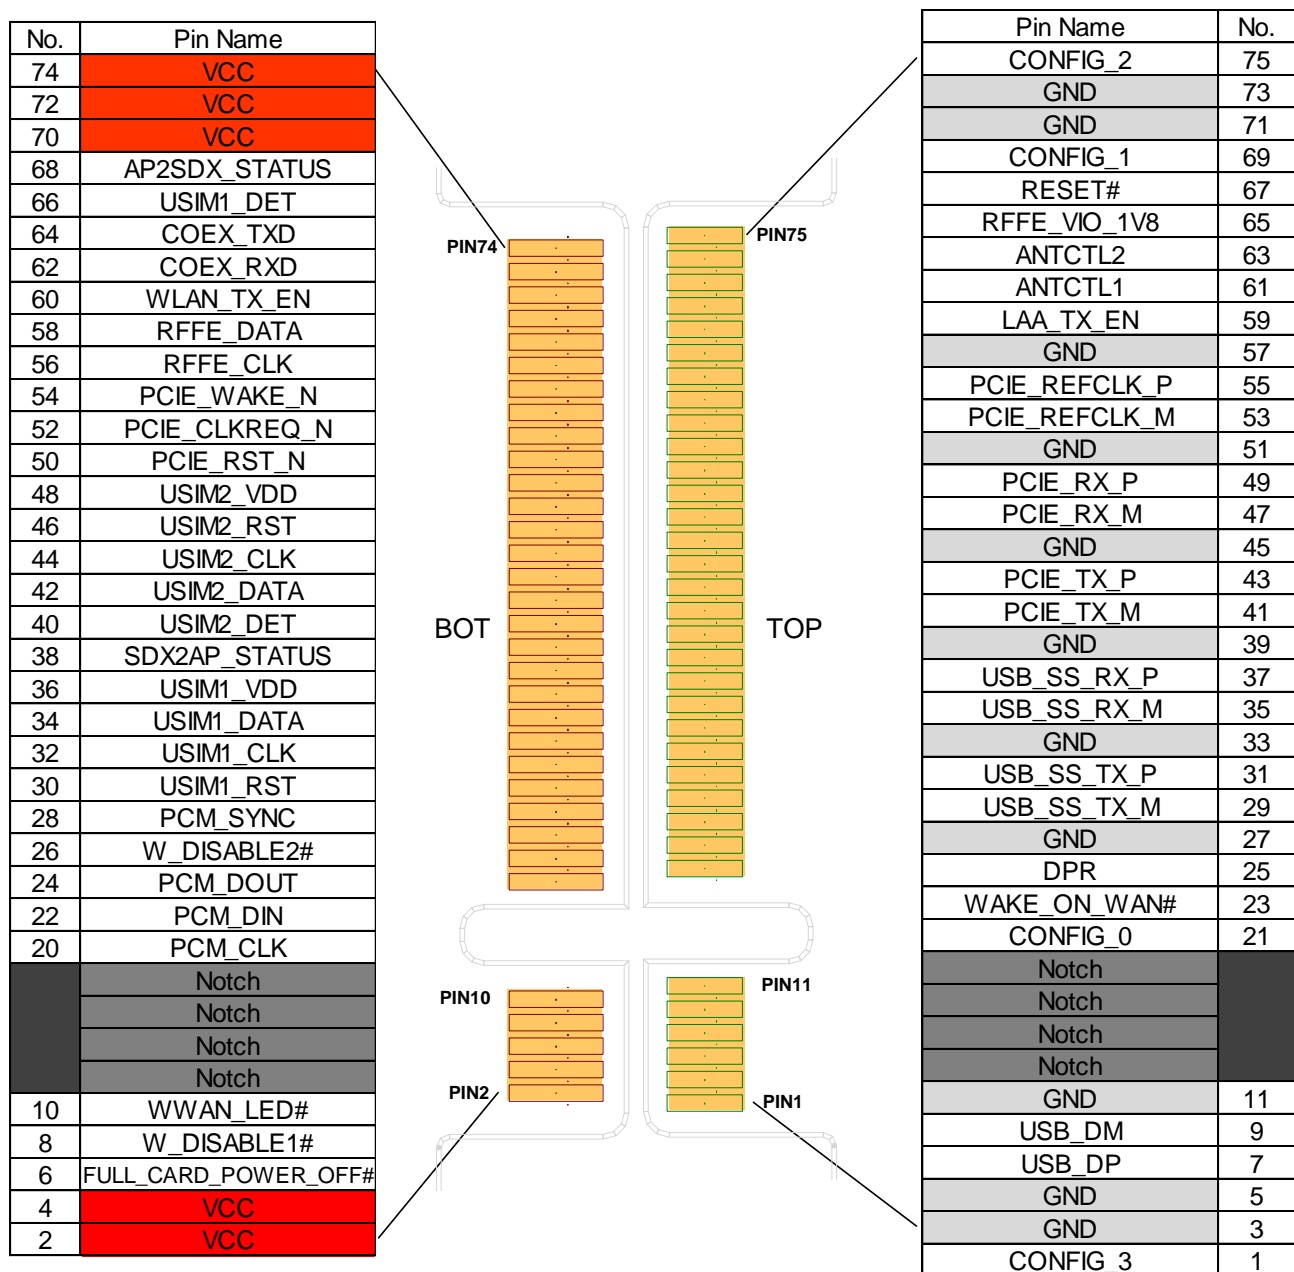 No. Pin Name
74 VCC
72 VCC
70 VCC
68 AP2SDX_STATUS
66 USIM1_DET
64 COEX_TXD
62 COEX_RXD
60 WLAN_TX_EN
58 RFFE_DATA
56 RFFE_CLK
54 PCIE_WAKE_N
52 PCIE_CLKREQ_N
50 PCIE_RST_N
48 USIM2_VDD
46 USIM2_RST
44 USIM2_CLK
42 USIM2_DATA
40 USIM2_DET
38 SDX2AP_STATUS
36 USIM1_VDD
34 USIM1_DATA
32 USIM1_CLK
30 USIM1_RST
28 PCM_SYNC
26 W_DISABLE2#
24 PCM_DOUT
22 PCM_DIN
20 PCM_CLK
Notch
Notch
Notch
Notch
10 WWAN_LED#
8 W_DISABLE1#
6 FULL_CARD_POWER_OFF#
4 VCC
2 VCC
PIN74
BOT
PIN10
PIN2
PIN75
TOP
PIN11
PIN1
Pin Name No.
CONFIG_2 75
GND 73
GND 71
CONFIG_1 69
RESET# 67
RFFE_VIO_1V8 65
ANTCTL2 63
ANTCTL1 61
LAA_TX_EN 59
GND 57
PCIE_REFCLK_P 55
PCIE_REFCLK_M 53
GND 51
PCIE_RX_P 49
PCIE_RX_M 47
GND 45
PCIE_TX_P 43
PCIE_TX_M 41
GND 39
USB_SS_RX_P 37
USB_SS_RX_M 35
GND 33
USB_SS_TX_P 31
USB_SS_TX_M 29
GND 27
DPR 25
WAKE_ON_WAN# 23
CONFIG_0 21
Notch
Notch
Notch
Notch
GND 11
USB_DM 9
USB_DP 7
GND 5
GND 3
CONFIG_3 1